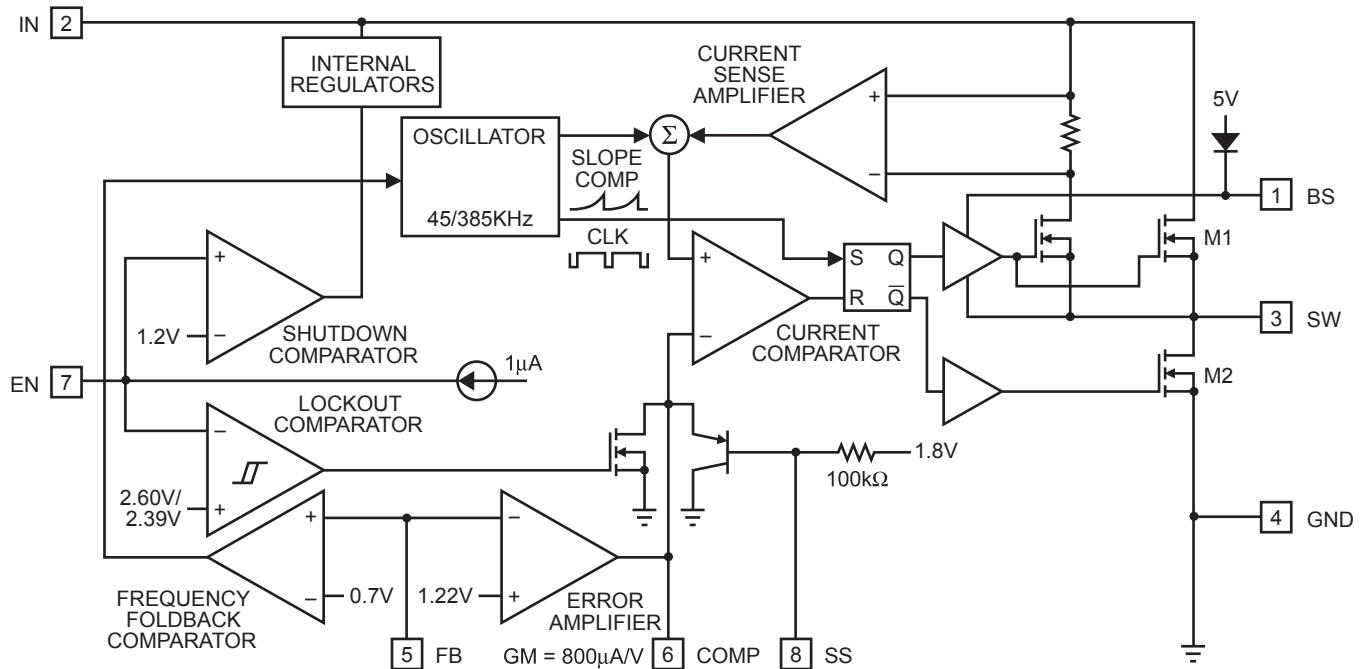 IN 2
INTERNAL
REGULATORS
CURRENT
SENSE
AMPLIFIER
+
–
5V
OSCILLATOR
45/385KHz
Σ
SLOPE
COMP
CLK
1 BS
M1
+
–
1.2V
SHUTDOWN
COMPARATOR
+
–
CURRENT
COMPARATOR
S Q
R Q̅
3 SW
M2
EN 7
1µA
LOCKOUT
COMPARATOR
–
+
2.60V/
2.39V
1.8V
100kΩ
4 GND
+
–
0.7V
FREQUENCY
FOLDBACK
COMPARATOR
–
+
1.22V
ERROR
AMPLIFIER
5 FB
GM = 800µA/V
6 COMP
8 SS